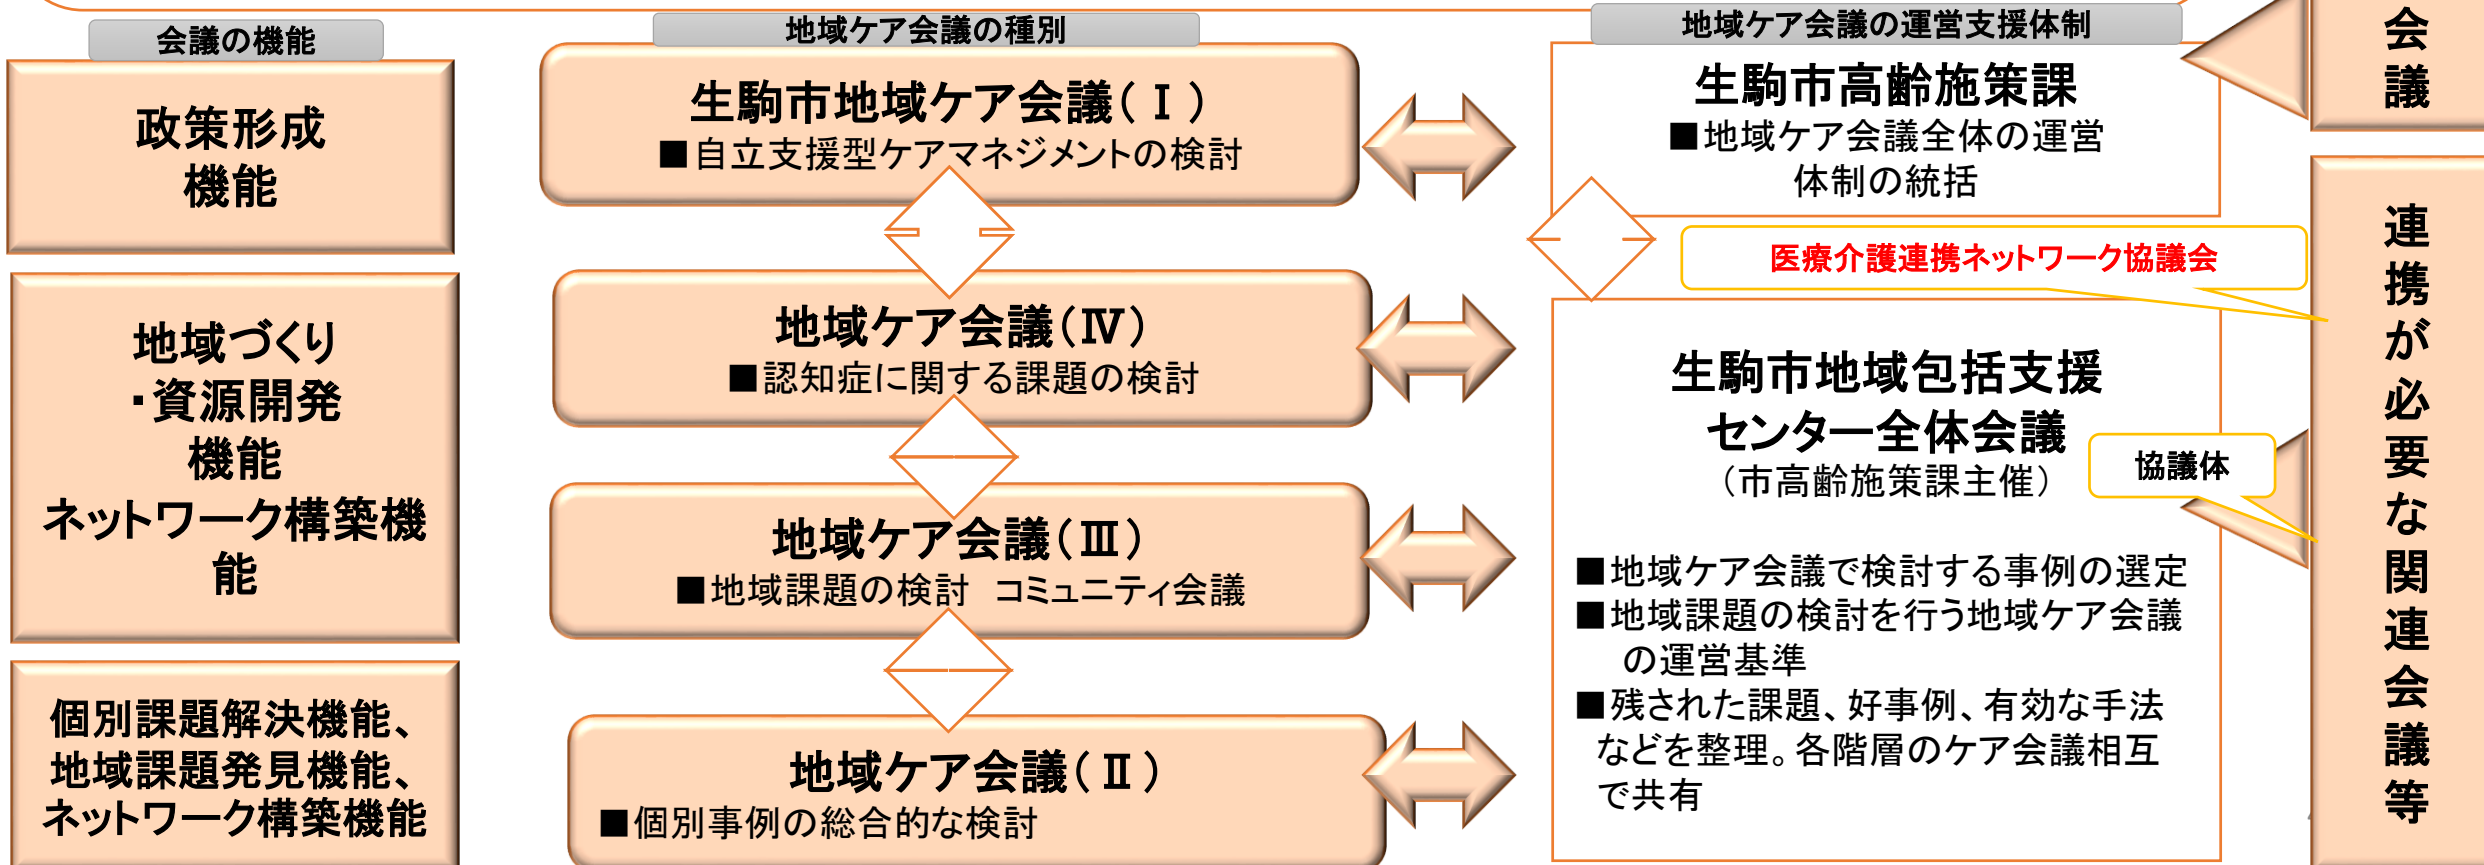 会議の機能
政策形成
機能
地域づくり
・資源開発
機能
ネットワーク構築機
能
個別課題解決機能、
地域課題発見機能、
ネットワーク構築機能
地域ケア会議の種別
生駒市地域ケア会議(Ⅰ)
■自立支援型ケアマネジメントの検討
地域ケア会議(Ⅳ)
■認知症に関する課題の検討
地域ケア会議(Ⅲ)
■地域課題の検討　コミュニティ会議
地域ケア会議(Ⅱ)
■個別事例の総合的な検討
地域ケア会議の運営支援体制
生駒市高齢施策課
■地域ケア会議全体の運営
体制の統括
医療介護連携ネットワーク協議会
生駒市地域包括支援
センター全体会議
(市高齢施策課主催)
協議体
■地域ケア会議で検討する事例の選定
■地域課題の検討を行う地域ケア会議
の運営基準
■残された課題、好事例、有効な手法
などを整理。各階層のケア会議相互
で共有
会議
連携が必要な関連会議等